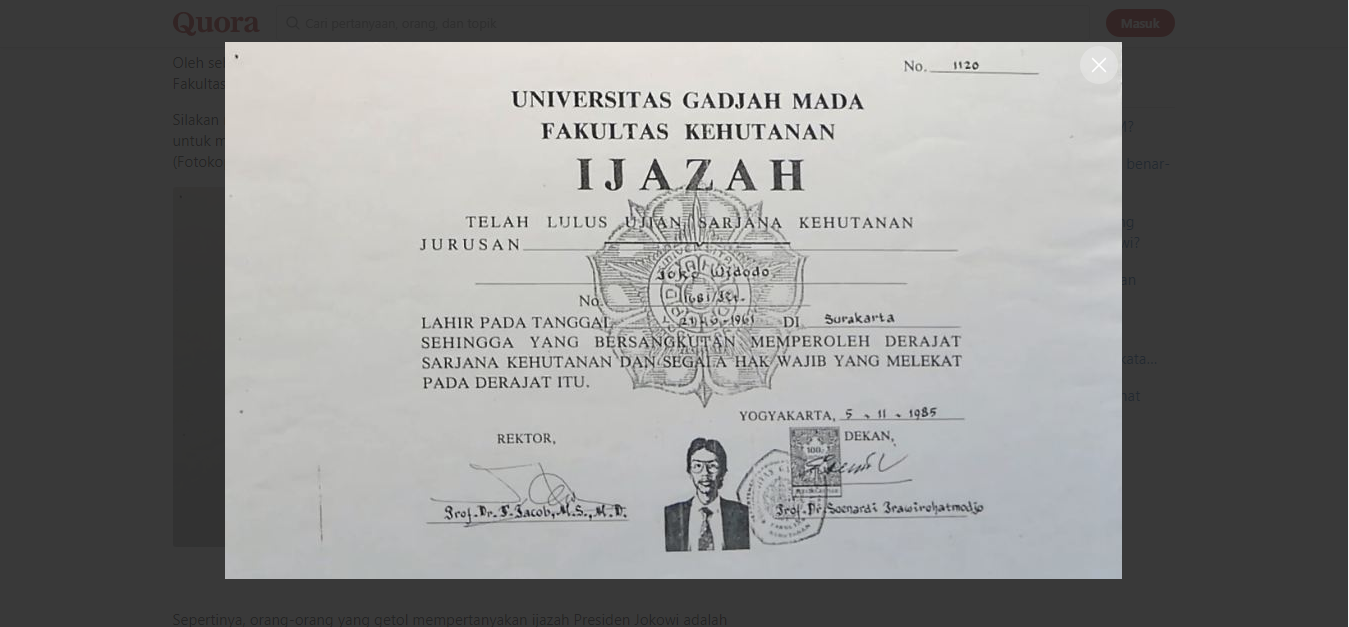 Quora
Cari pertanyaan, orang, dan topik
Masuk
Oleh
Fakultas
Silakan
untuk
No. 1120
UNIVERSITAS GADJAH MADA
FAKULTAS KEHUTANAN
IJAZAH
TELAH LULUS UJIAN SARJANA KEHUTANAN
JURUSAN
Joko Widodo
No. 1681/KT.
LAHIR PADA TANGGAL 21-6-1961 DI Surakarta
SEHINGGA YANG BERSANGKUTAN MEMPEROLEH DERAJAT
SARJANA KEHUTANAN DAN SEGALA HAK WAJIB YANG MELEKAT
PADA DERAJAT ITU.
YOGYAKARTA, 5 - 11 - 1985
REKTOR,
DEKAN,
100
Prof. Dr. T. Jacob, M.S., M.D.
Prof. Dr. Soenardi Prawirohatmodjo
Sepertinya, orang-orang yang getol mempertanyakan ijazah Presiden Jokowi adalah